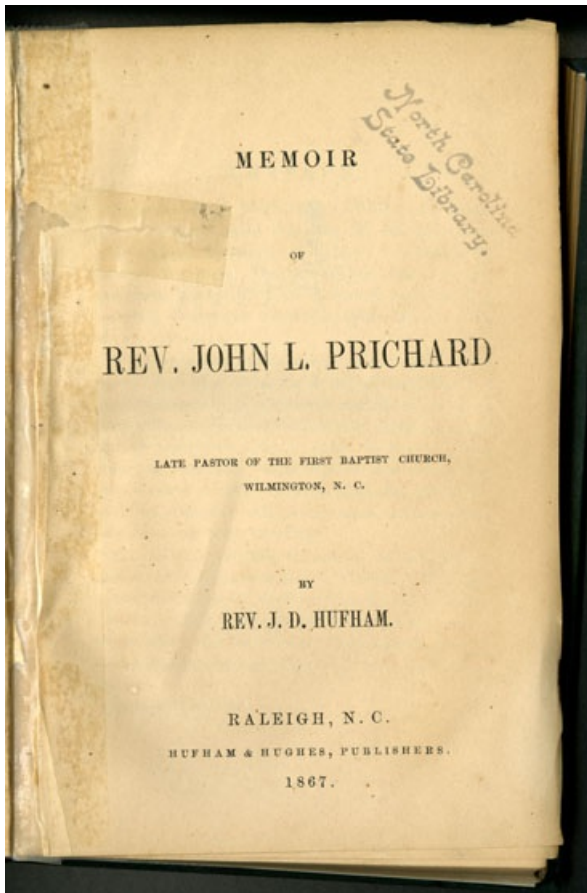 North Carolina
State Library.
MEMOIR
OF
REV. JOHN L. PRICHARD
LATE PASTOR OF THE FIRST BAPTIST CHURCH,
WILMINGTON, N. C.
BY
REV. J. D. HUFHAM.
RALEIGH, N. C.
HUFHAM & HUGHES, PUBLISHERS.
1867.